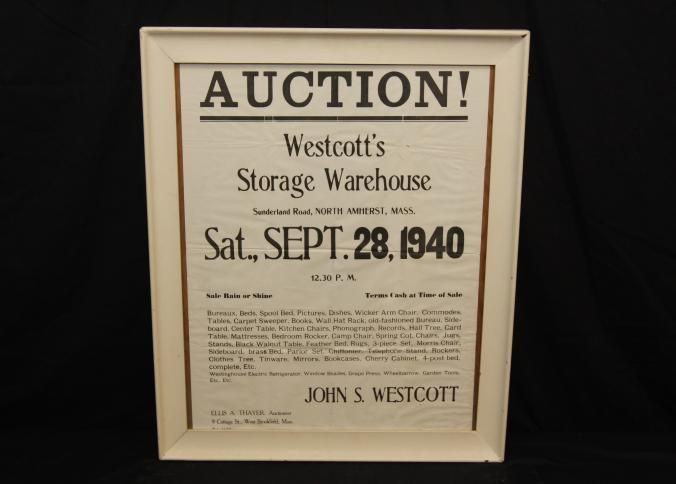 AUCTION!
Westcott's
Storage Warehouse
Sunderland Road, NORTH AMHERST, MASS.
Sat., SEPT. 28, 1940
12.30 P. M.
Sale Rain or Shine Terms Cash at Time of Sale
Bureaux, Beds, Spool Bed, Pictures, Dishes, Wicker Arm Chair, Commodes,
Tables, Carpet Sweeper, Books, Wall Hat Rack, old-fashioned Bureau, Side-
board, Center Table, Kitchen Chairs, Phonograph, Records, Hall Tree, Card
Table, Mattresses, Bedroom Rocker, Camp Chair, Spring Cot, Chairs, Jugs,
Stands, Black Walnut Table, Feather Bed, Rugs, 3-piece Set, Morris Chair,
Sideboard, brass Bed, Parlor Set, Chiffonier, Telephone Stand, Rockers,
Clothes Tree, Tinware, Mirrors, Bookcases, Cherry Cabinet, 4-post bed,
complete, Etc.
Westinghouse Electric Refrigerator, Window Shades, Grape Press, Wheelbarrow, Garden Tools,
Etc., Etc.
JOHN S. WESTCOTT
ELLIS A. THAYER, Auctioneer
9 Cottage St., West Brookfield, Mass.